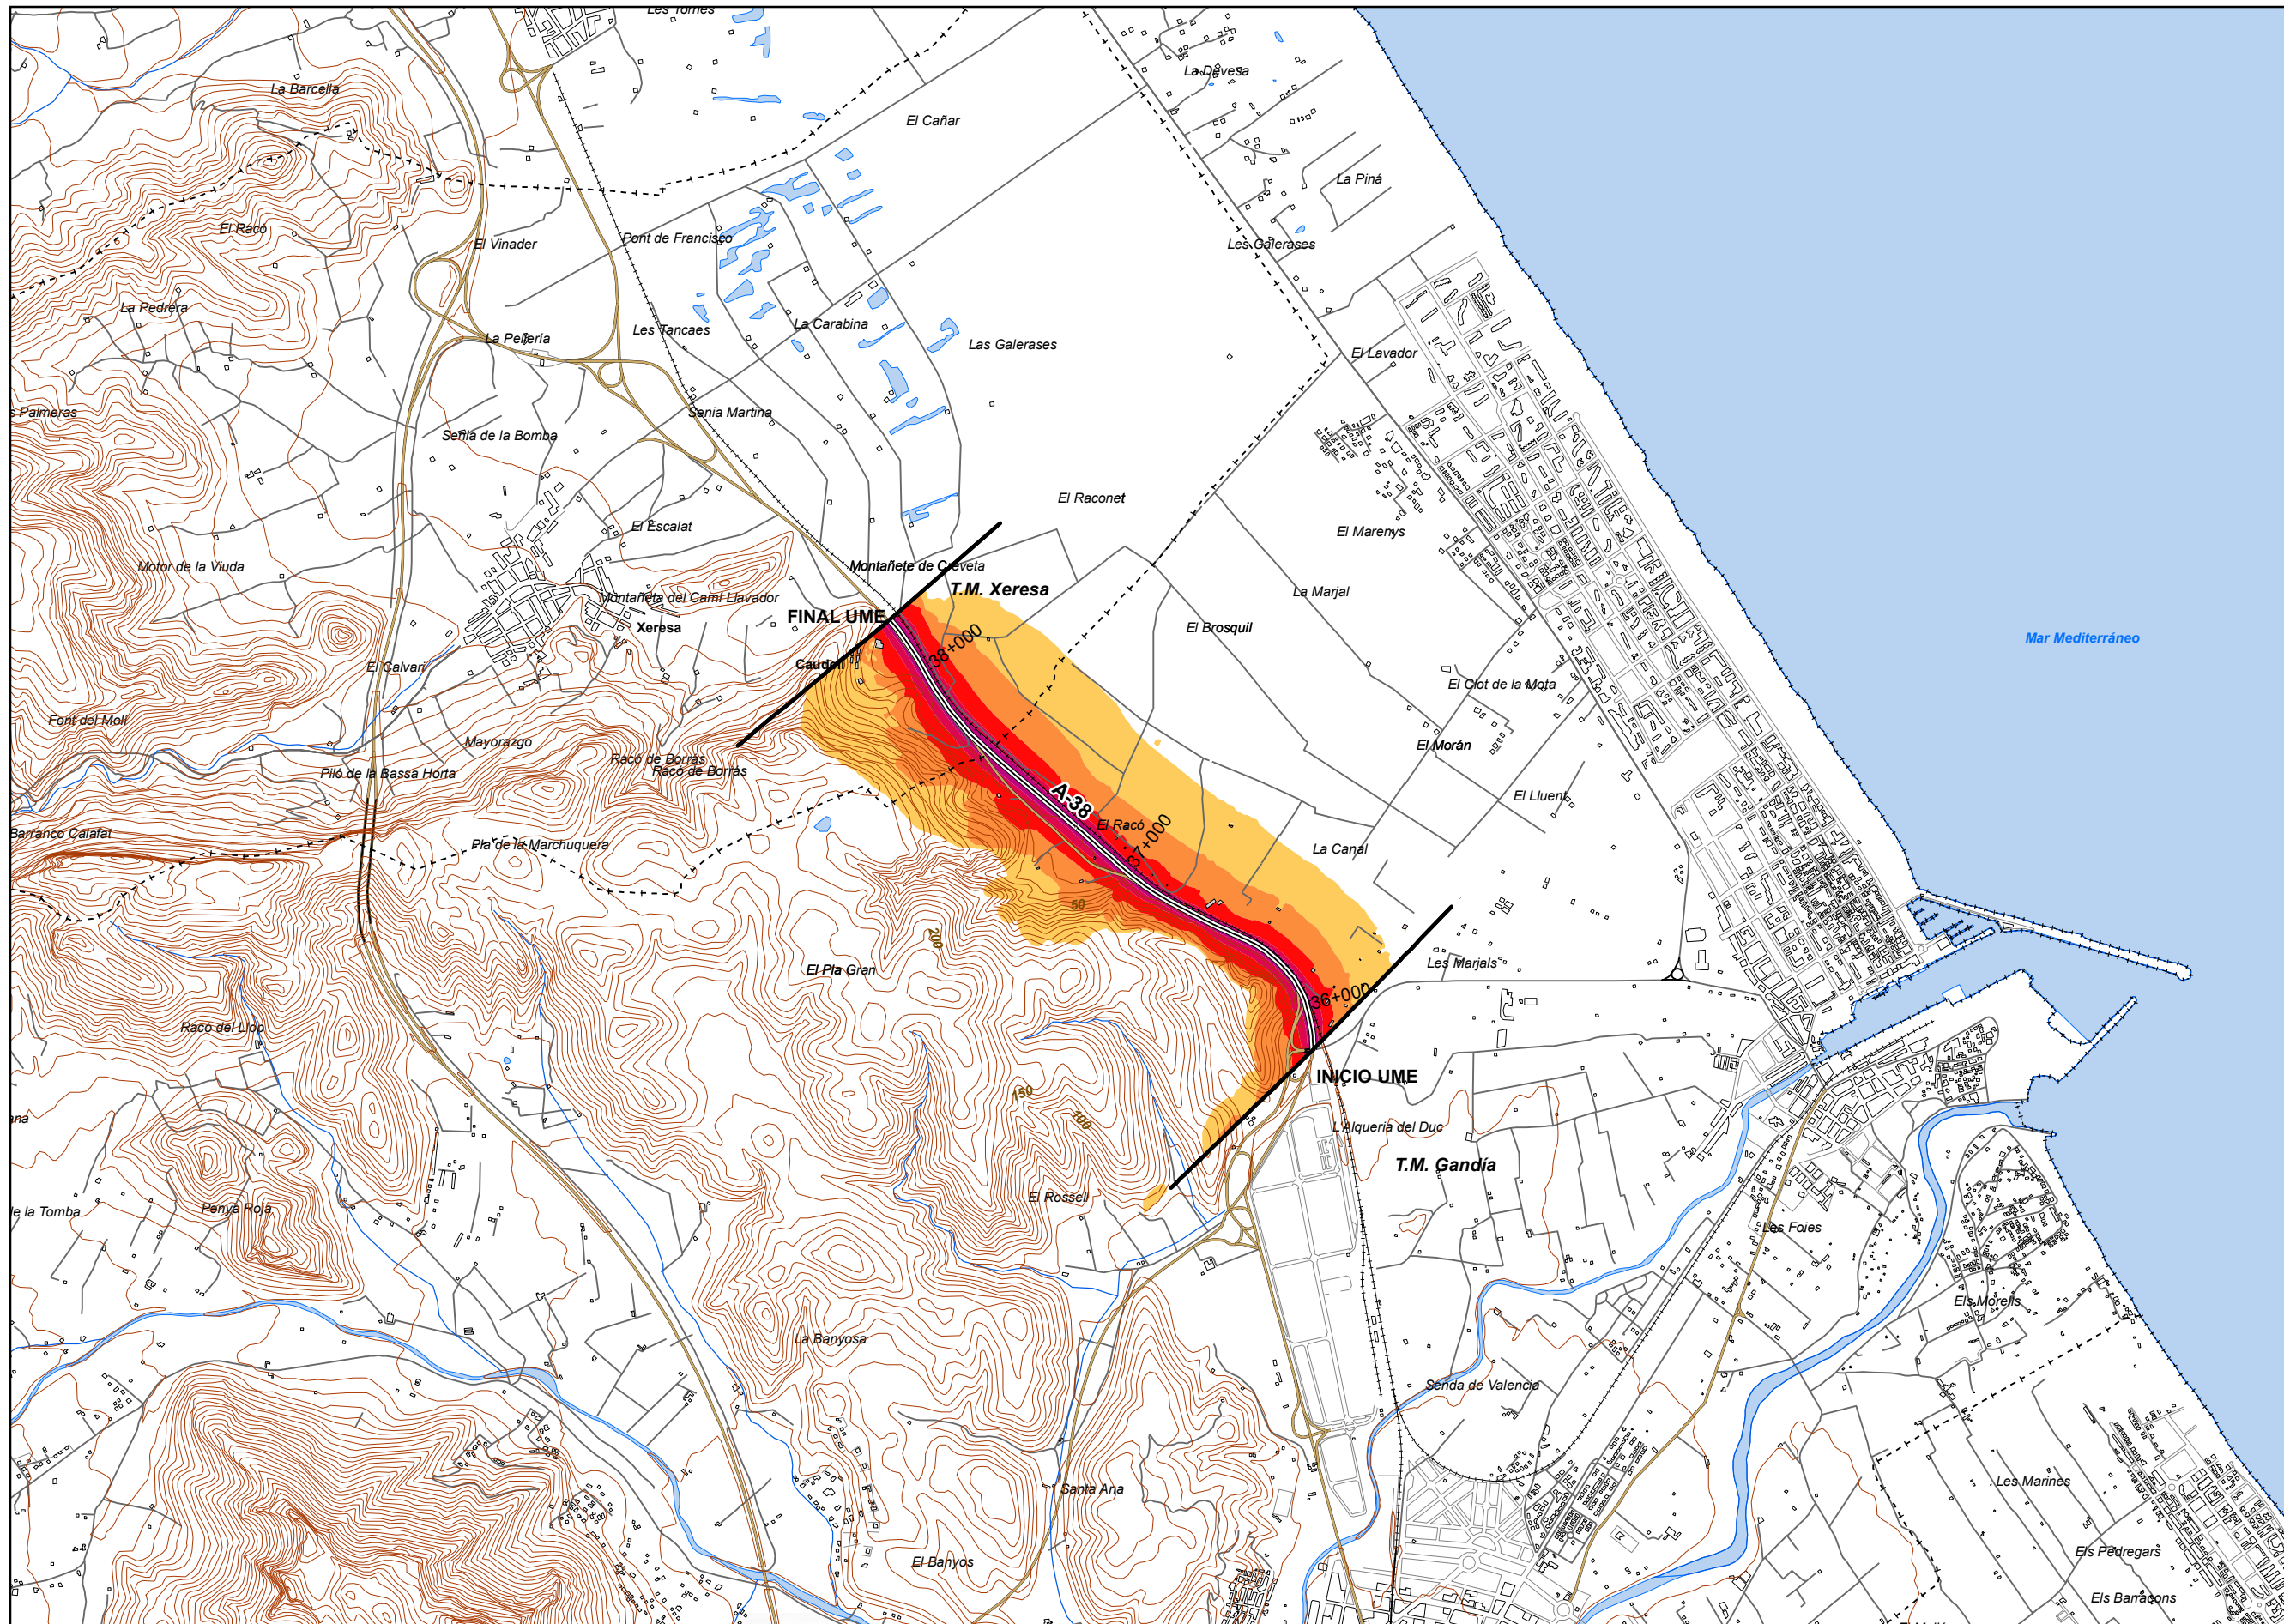 Les Torres
La Devesa
La Barcella
El Cañar
La Piná
El Racó
El Vinader
Pont de Francisco
Les Galerases
La Pedrera
La Carabina
Les Tancaes
La Pelleria
Las Galerases
El Lavador
s Palmeras
Senia Martina
Senia de la Bomba
El Raconet
El Escalat
El Marenys
Motor de la Viuda
Montañete de Creveta
T.M. Xeresa
La Marjal
Montañeta del Camí Llavador
FINAL UME
Xeresa
El Brosquil
Mar Mediterráneo
38+000
Caudell
El Calvari
El Clot de la Mota
Font del Moll
Mayorazgo
El Morán
Racó de Borrás
Racó de Borrás
Piló de la Bassa Horta
A-38
El Lluent
El Racó
37+000
Barranco Calafat
Pla de la Marchuquera
La Canal
50
200
El Pla Gran
Les Marjals
36+000
Racó del Llop
INICIO UME
150
100
aná
L'Alqueria del Duc
T.M. Gandía
El Rossell
Penya Roja
le la Tomba
Les Foies
Els Morells
La Banyosa
Senda de Valencia
Santa Ana
Les Marines
El Banyos
Els Pedregars
Els Barracons